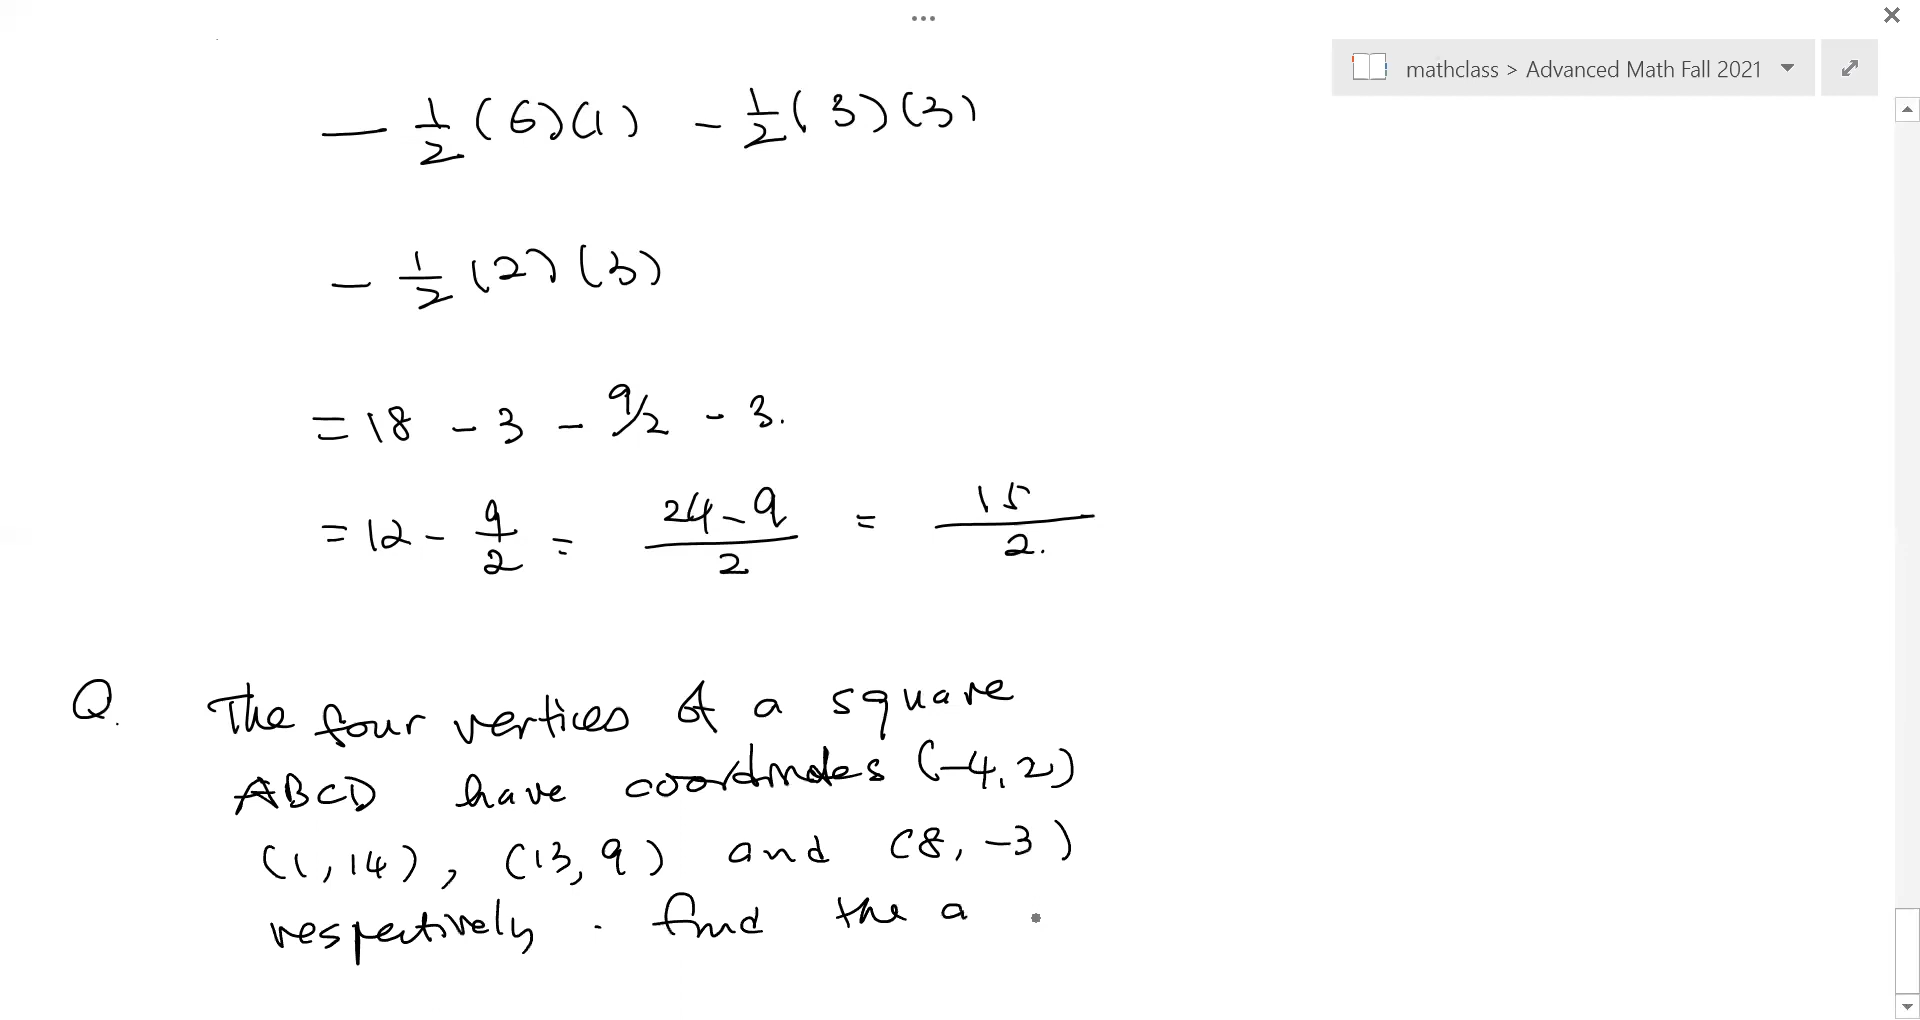 mathclass > Advanced Math Fall 2021
- 1/2 (6)(1) - 1/2 (3)(3)
- 1/2 (2)(3)
= 18 - 3 - 9/2 - 3.
= 12 - 9/2 = (24-9)/2 = 15/2.
Q. The four vertices of a square
ABCD have coordinates (-4,2)
(1,14), (13,9) and (8,-3)
respectively. find the a